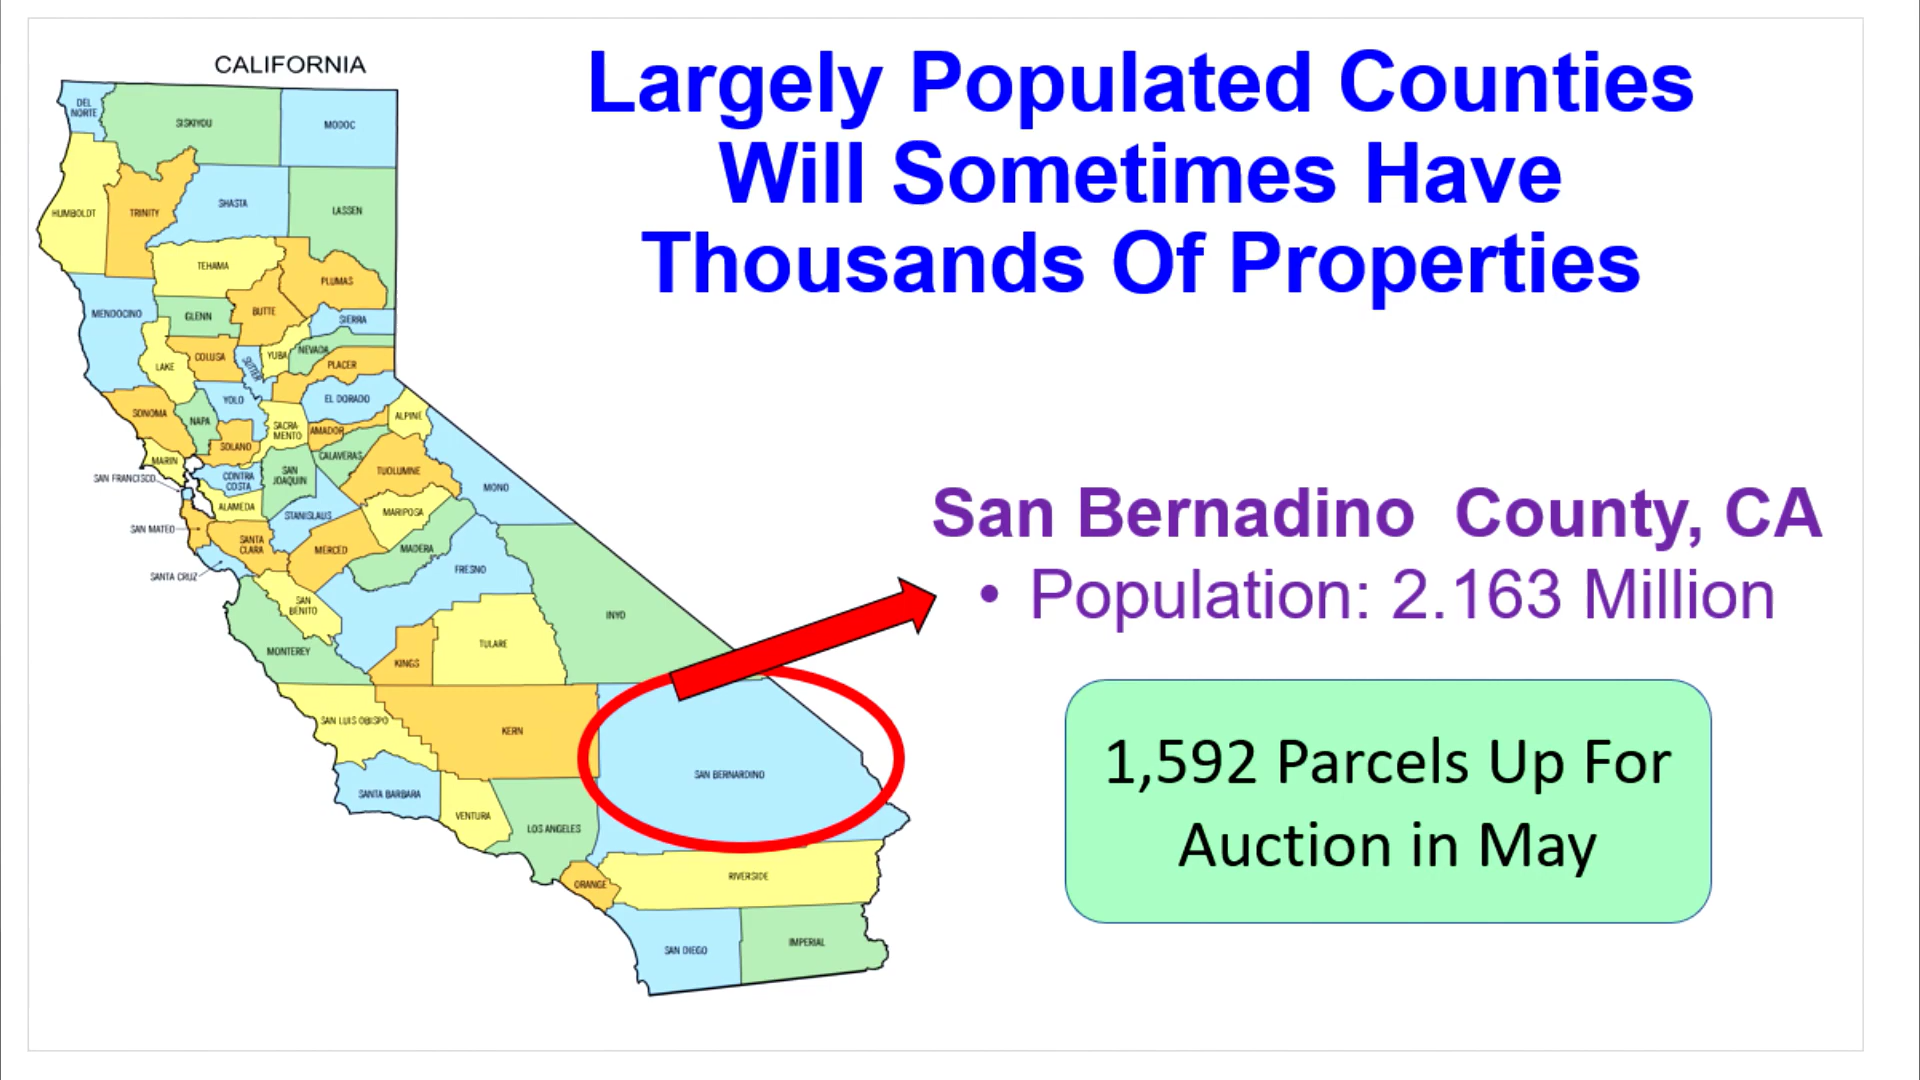 CALIFORNIA
Largely Populated Counties
Will Sometimes Have
Thousands Of Properties
DEL
NORTE
SISKIYOU
MODOC
HUMBOLDT
TRINITY
SHASTA
LASSEN
TEHAMA
PLUMAS
MENDOCINO
GLENN
BUTTE
SIERRA
LAKE
COLUSA
SUTTER
YUBA
NEVADA
PLACER
SONOMA
NAPA
YOLO
EL DORADO
SOLANO
SACRA-
MENTO
AMADOR
ALPINE
MARIN
CALAVERAS
SAN FRANCISCO
CONTRA
COSTA
SAN
JOAQUIN
TUOLUMNE
MONO
ALAMEDA
STANISLAUS
MARIPOSA
SAN MATEO
SANTA
CLARA
MERCED
MADERA
SANTA CRUZ
FRESNO
SAN
BENITO
INYO
MONTEREY
KINGS
TULARE
SAN LUIS OBISPO
KERN
SAN BERNARDINO
SANTA BARBARA
VENTURA
LOS ANGELES
ORANGE
RIVERSIDE
SAN DIEGO
IMPERIAL
San Bernadino  County, CA
• Population: 2.163 Million
1,592 Parcels Up For
Auction in May